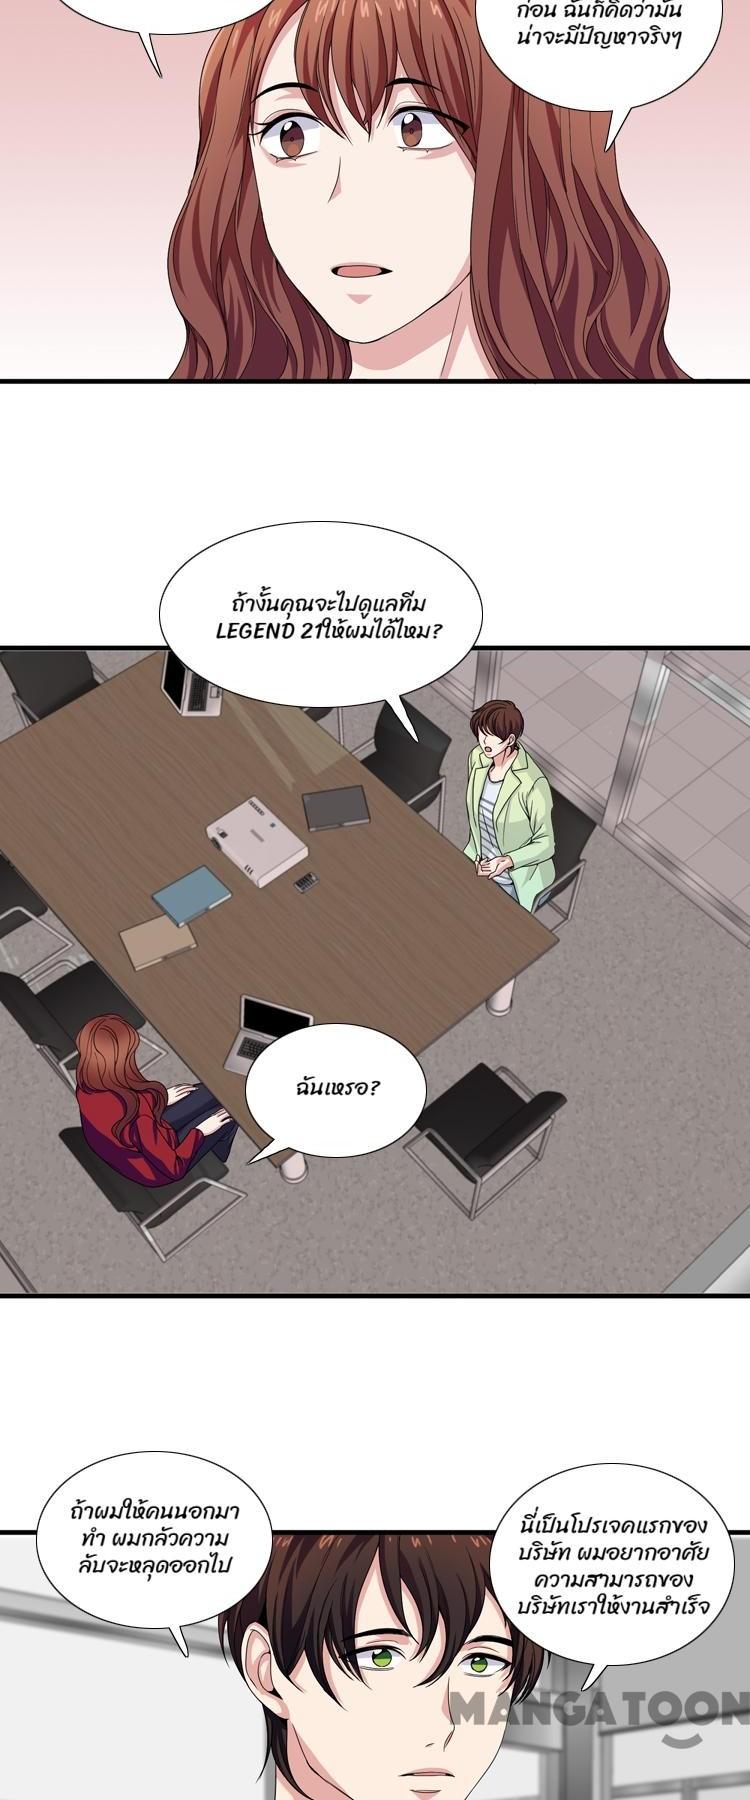 ก่อน ฉันก็คิดว่ามัน
น่าจะมีปัญหาจริงๆ
ถ้างั้นคุณจะไปดูแลทีม
LEGEND 21ให้ผมได้ไหม?
ฉันเหรอ?
ถ้าผมให้คนนอกมา
ทำ ผมกลัวความ
ลับจะหลุดออกไป
นี่เป็นโปรเจคแรกของ
บริษัท ผมอยากอาศัย
ความสามารถของ
บริษัทเราให้งานสำเร็จ
MANGATOON